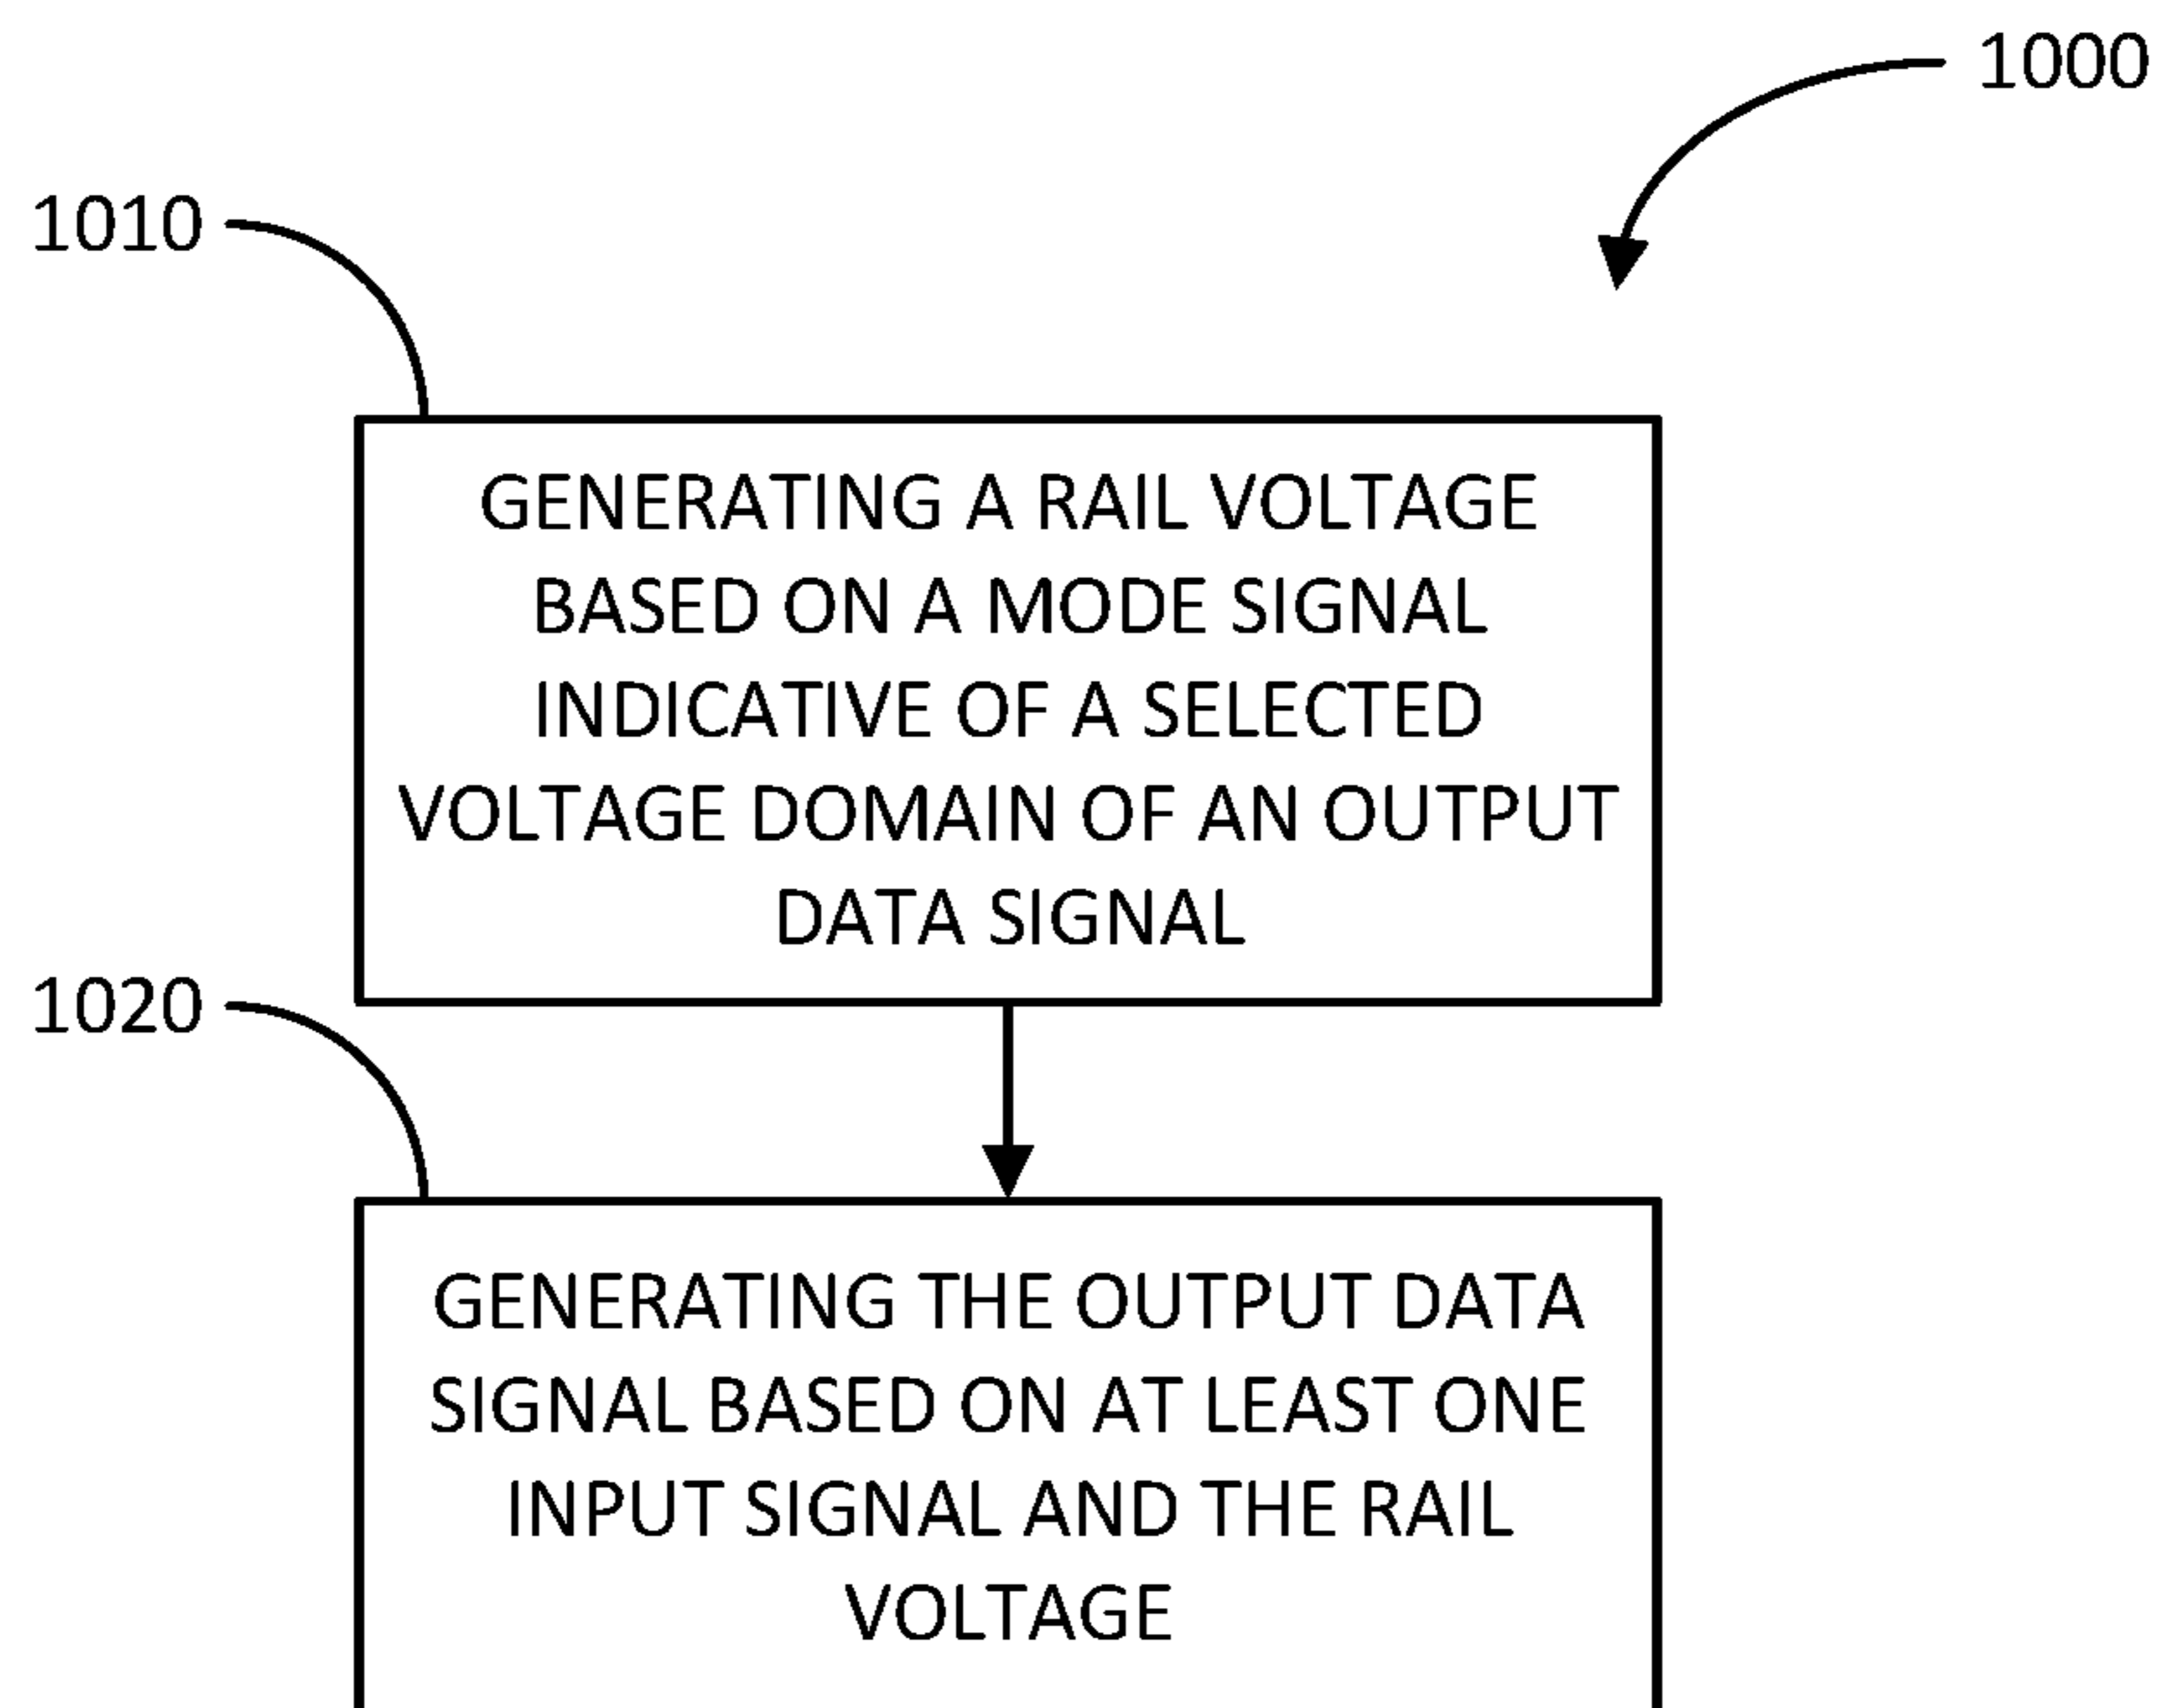 1000
1010
GENERATING A RAIL VOLTAGE
BASED ON A MODE SIGNAL
INDICATIVE OF A SELECTED
VOLTAGE DOMAIN OF AN OUTPUT
DATA SIGNAL
1020
GENERATING THE OUTPUT DATA
SIGNAL BASED ON AT LEAST ONE
INPUT SIGNAL AND THE RAIL
VOLTAGE